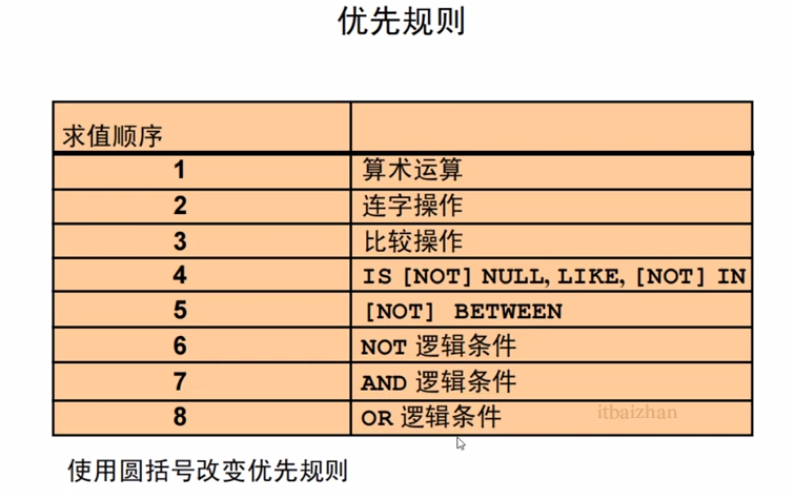 优先规则
求值顺序
1 算术运算
2 连字操作
3 比较操作
4 IS [NOT] NULL, LIKE, [NOT] IN
5 [NOT] BETWEEN
6 NOT 逻辑条件
7 AND 逻辑条件
8 OR 逻辑条件
itbaizhan
使用圆括号改变优先规则